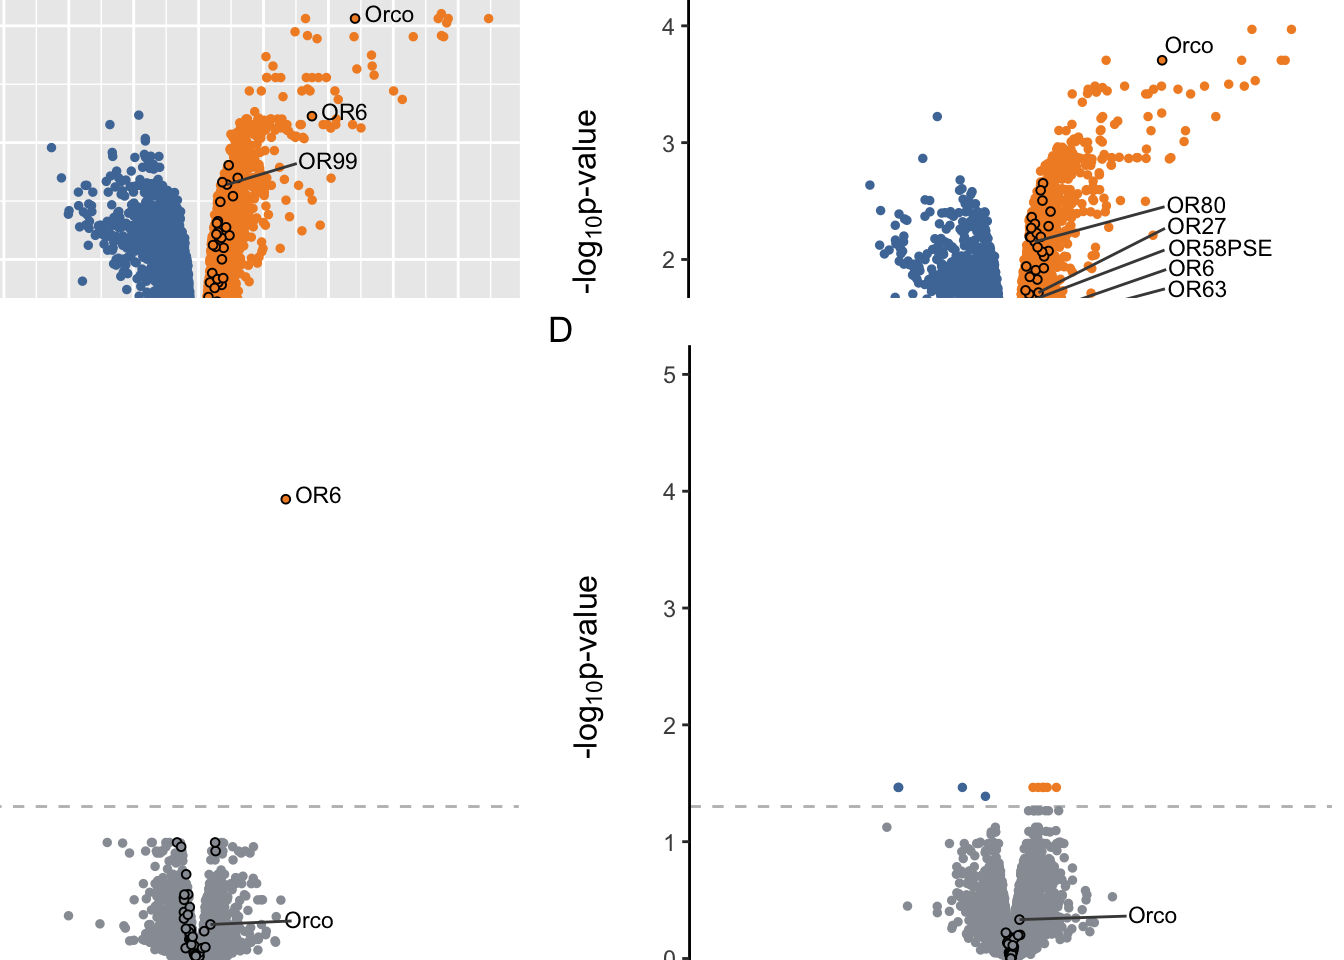 Orco
OR6
OR99
4
3
2
-log10p-value
Orco
OR80
OR27
OR58PSE
OR6
OR63
D
OR6
Orco
5
4
3
2
1
0
-log10p-value
Orco